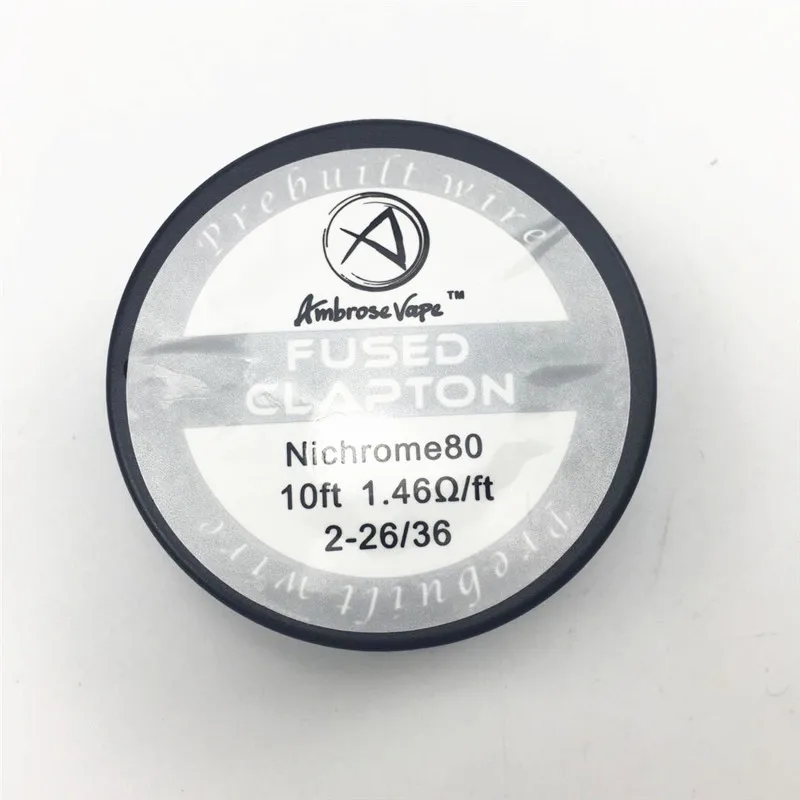 Prebuilt wire
AmbroseVape™
FUSED
CLAPTON
Nichrome80
10ft 1.46Ω/ft
2-26/36
Prebuilt wire